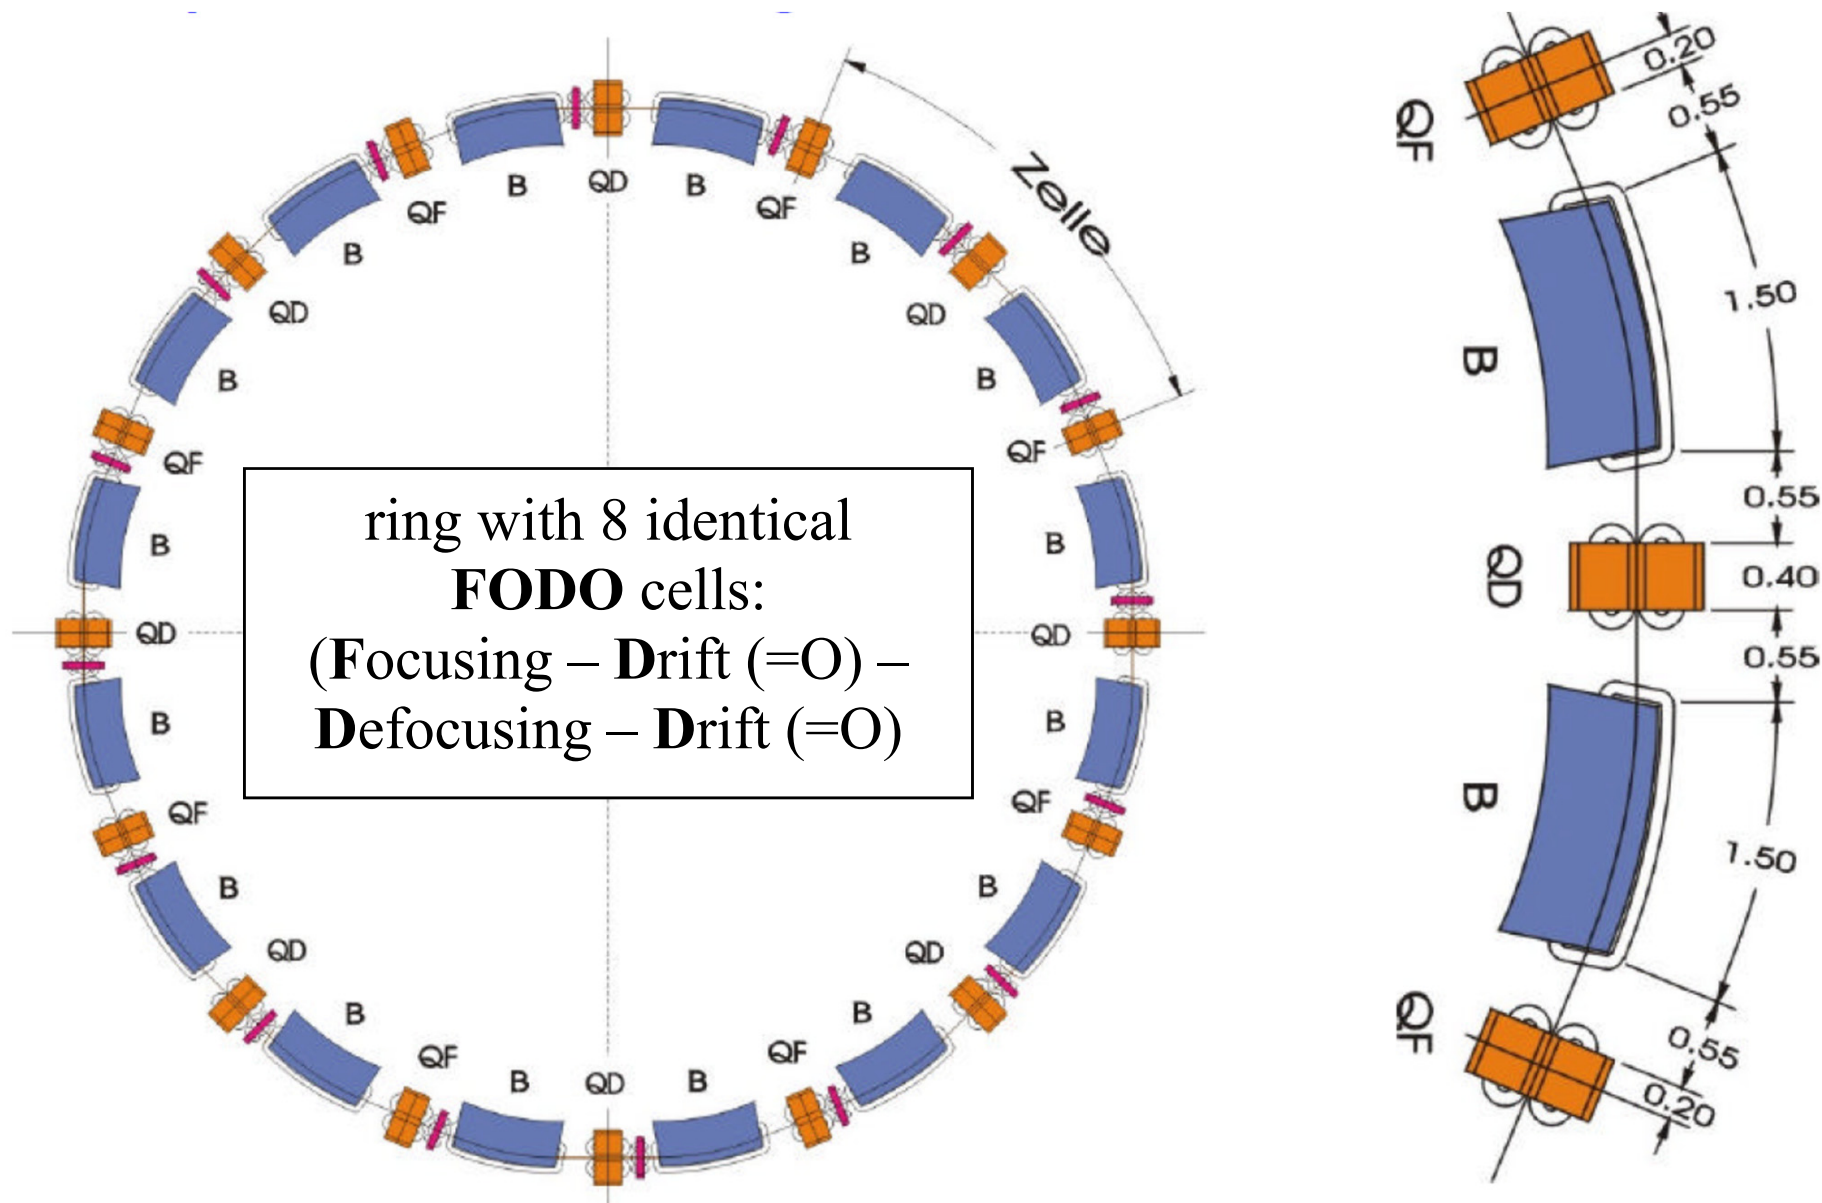 B
QD
B
QF
QF
Zelle
B
B
QD
QD
B
B
QF
QF
B
B
QD
QD
B
B
QF
QF
B
B
QD
QD
B
B
QF
QF
B
QD
B
ring with 8 identical
FODO cells:
(Focusing – Drift (=O) –
Defocusing – Drift (=O)
0.20
0.55
QF
1.50
B
0.55
QD
0.40
0.55
B
1.50
QF
0.55
0.20